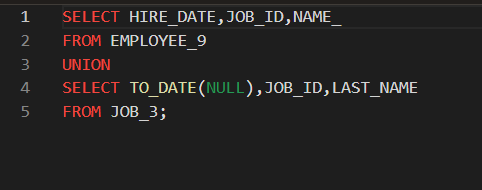 1 SELECT HIRE_DATE,JOB_ID,NAME_
2 FROM EMPLOYEE_9
3 UNION
4 SELECT TO_DATE(NULL),JOB_ID,LAST_NAME
5 FROM JOB_3;